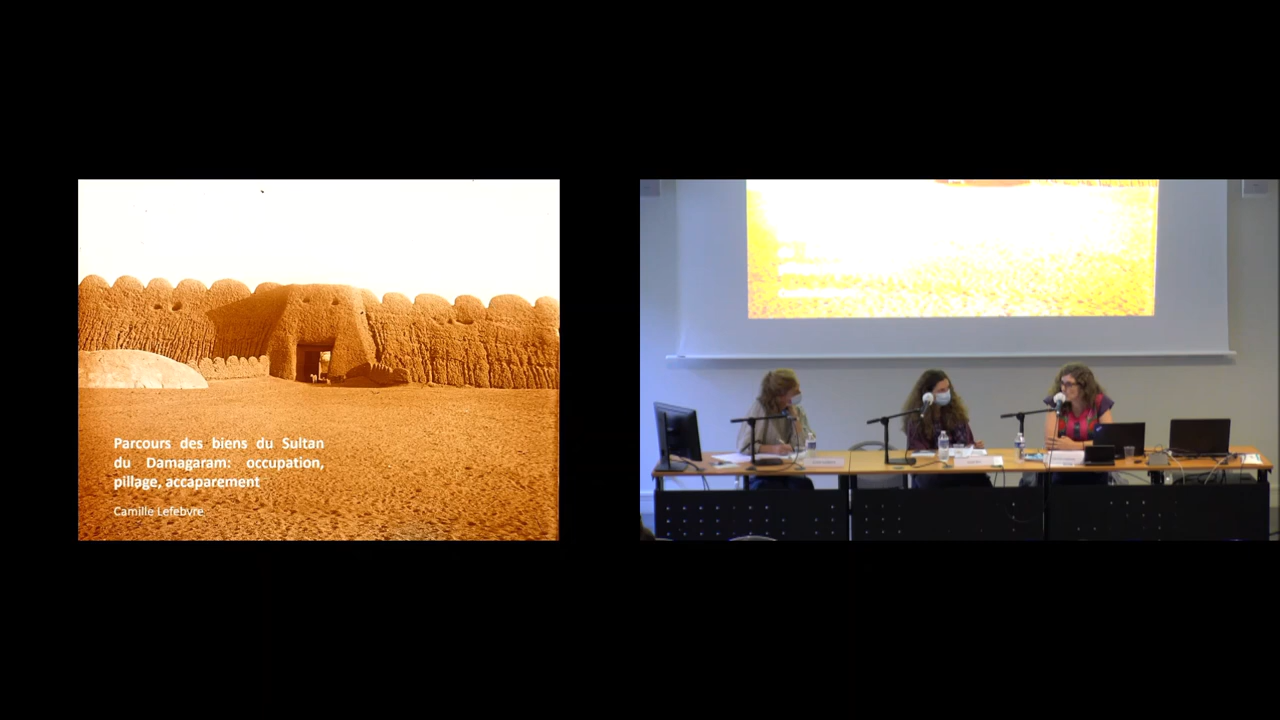 Parcours des biens du Sultan
du Damagaram: occupation,
pillage, accaparement
Camille Lefebvre